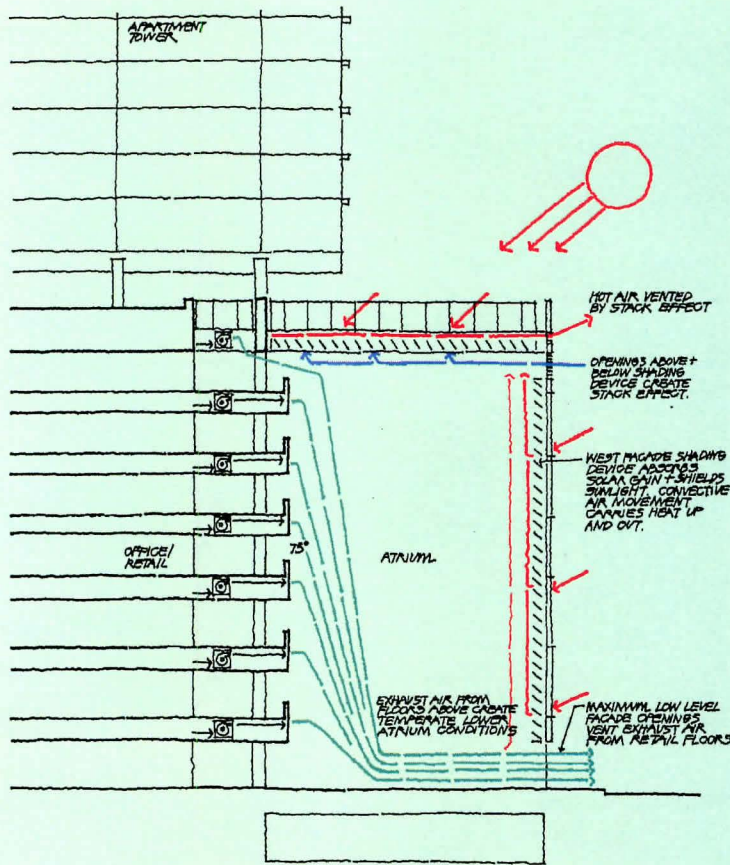 APARTMENT
TOWER
HOT AIR VENTED
BY STACK EFFECT
OPENINGS ABOVE +
BELOW SHADING
DEVICE CREATE
STACK EFFECT.
WEST FACADE SHADING
DEVICE ABSORBS
SOLAR GAIN + SHIELDS
SUNLIGHT. CONVECTIVE
AIR MOVEMENT
CARRIES HEAT UP
AND OUT.
OFFICE/
RETAIL
75°
ATRIUM
EXHAUST AIR FROM
FLOORS ABOVE CREATE
TEMPERATE LOWER
ATRIUM CONDITIONS
MAXIMUM LOW LEVEL
FACADE OPENINGS
VENT EXHAUST AIR
FROM RETAIL FLOORS